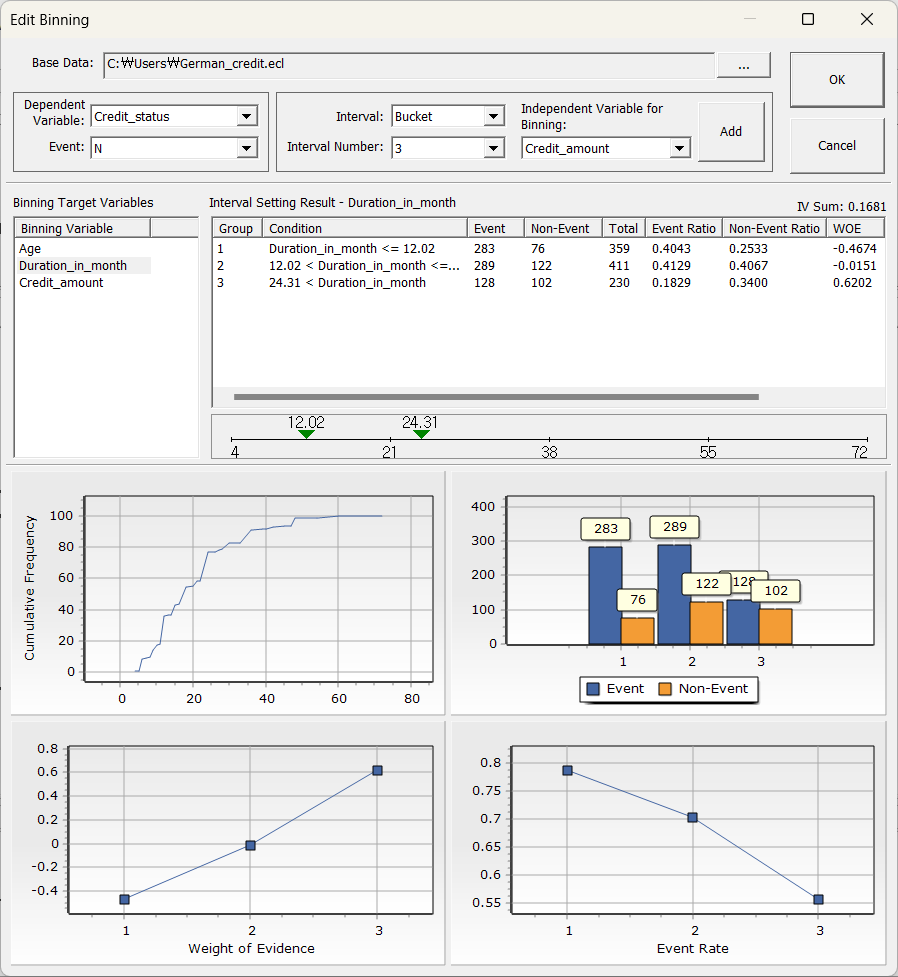 Edit Binning
Base Data: C:₩Users₩German_credit.ecl ...
OK
Cancel
Dependent Variable: Credit_status
Event: N
Interval: Bucket
Interval Number: 3
Independent Variable for Binning:
Credit_amount
Add
Binning Target Variables
Binning Variable
Age
Duration_in_month
Credit_amount
Interval Setting Result - Duration_in_month
IV Sum: 0.1681
Group Condition Event Non-Event Total Event Ratio Non-Event Ratio WOE
1 Duration_in_month <= 12.02 283 76 359 0.4043 0.2533 -0.4674
2 12.02 < Duration_in_month <=... 289 122 411 0.4129 0.4067 -0.0151
3 24.31 < Duration_in_month 128 102 230 0.1829 0.3400 0.6202
12.02 24.31
4 21 38 55 72
Cumulative Frequency
100
80
60
40
20
0
0 20 40 60 80
400
300
200
100
0
283
76
289
122
128
102
1 2 3
Event Non-Event
0.8
0.6
0.4
0.2
0
-0.2
-0.4
1 2 3
Weight of Evidence
0.8
0.75
0.7
0.65
0.6
0.55
1 2 3
Event Rate